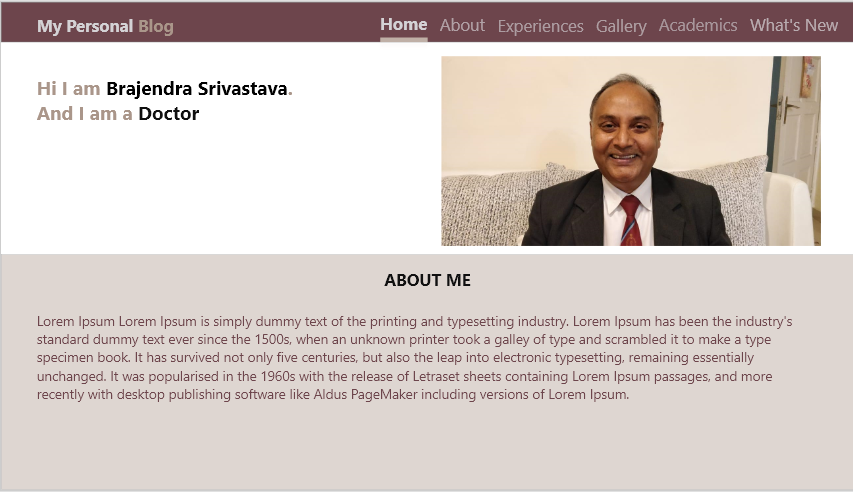 My Personal Blog
Home About Experiences Gallery Academics What's New
Hi I am Brajendra Srivastava.
And I am a Doctor
ABOUT ME
Lorem Ipsum Lorem Ipsum is simply dummy text of the printing and typesetting industry. Lorem Ipsum has been the industry's
standard dummy text ever since the 1500s, when an unknown printer took a galley of type and scrambled it to make a type
specimen book. It has survived not only five centuries, but also the leap into electronic typesetting, remaining essentially
unchanged. It was popularised in the 1960s with the release of Letraset sheets containing Lorem Ipsum passages, and more
recently with desktop publishing software like Aldus PageMaker including versions of Lorem Ipsum.